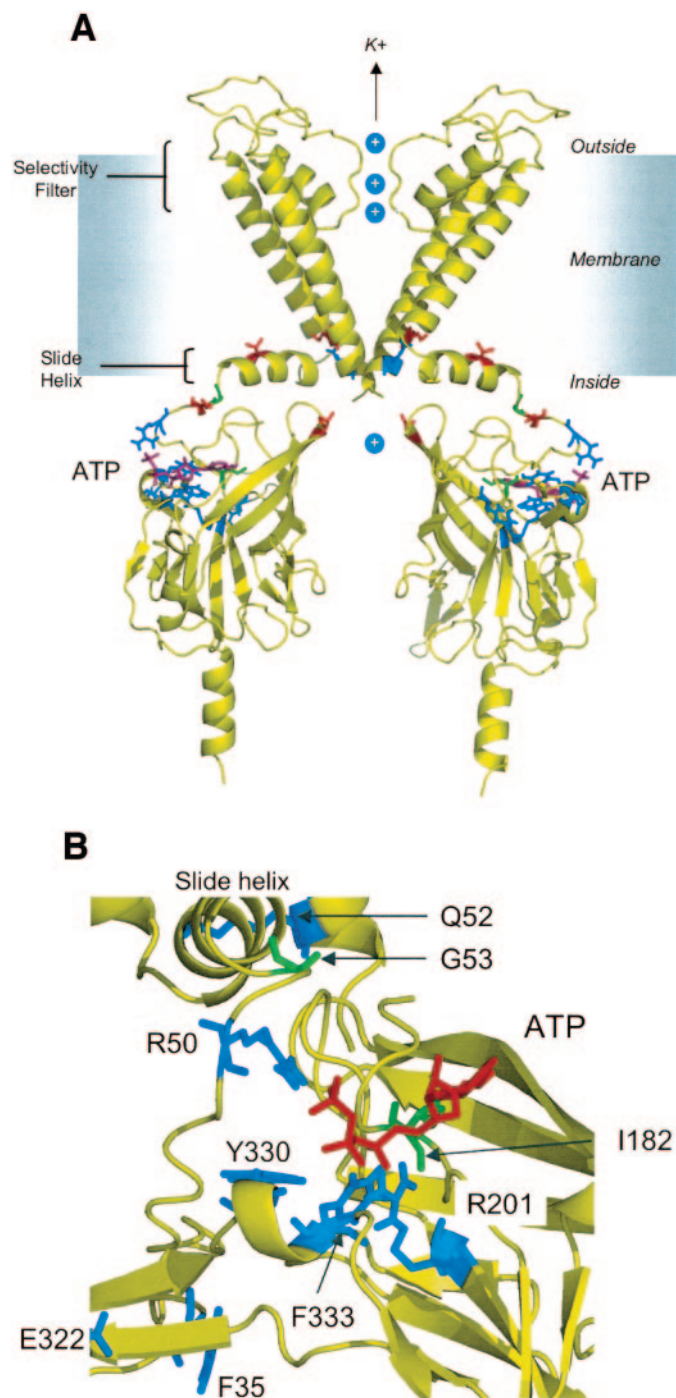 A
K+
+
+
+
Outside
Selectivity
Filter
Membrane
Slide
Helix
Inside
+
ATP
ATP
B
Slide helix
Q52
G53
ATP
R50
I182
Y330
R201
F333
E322
F35